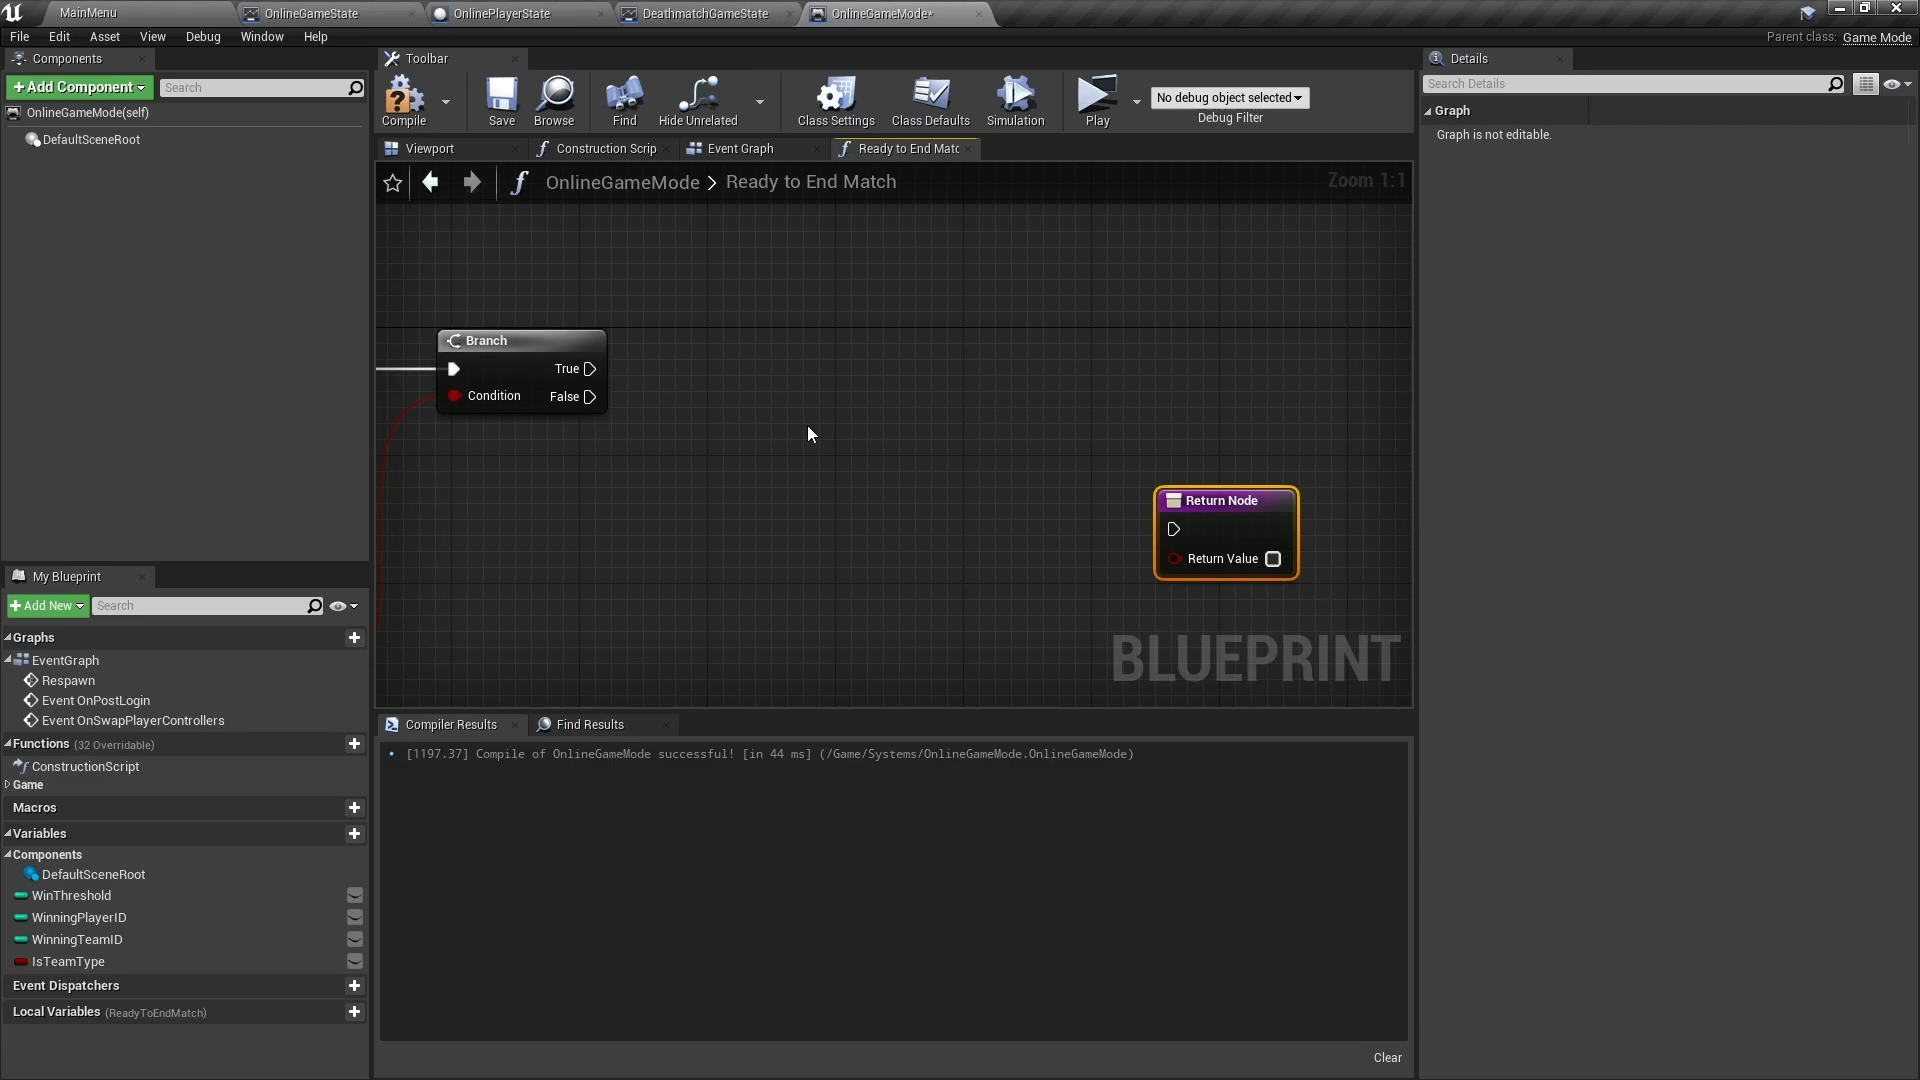 MainMenu
OnlineGameState
OnlinePlayerState
DeathmatchGameState
OnlineGameMode*
File
Edit
Asset
View
Debug
Window
Help
Parent class: Game Mode
Components
Toolbar
Details
+ Add Component
Search
Search Details
OnlineGameMode(self)
DefaultSceneRoot
Compile
Save
Browse
Find
Hide Unrelated
Class Settings
Class Defaults
Simulation
Play
No debug object selected
Debug Filter
Graph
Graph is not editable.
Viewport
Construction Scrip
Event Graph
Ready to End Matc
OnlineGameMode > Ready to End Match
Zoom 1:1
Branch
True
Condition
False
Return Node
Return Value
BLUEPRINT
My Blueprint
+ Add New
Search
Graphs
EventGraph
Respawn
Event OnPostLogin
Event OnSwapPlayerControllers
Functions (32 Overridable)
ConstructionScript
Game
Macros
Variables
Components
DefaultSceneRoot
WinThreshold
WinningPlayerID
WinningTeamID
IsTeamType
Event Dispatchers
Local Variables (ReadyToEndMatch)
Compiler Results
Find Results
• [1197.37] Compile of OnlineGameMode successful! [in 44 ms] (/Game/Systems/OnlineGameMode.OnlineGameMode)
Clear